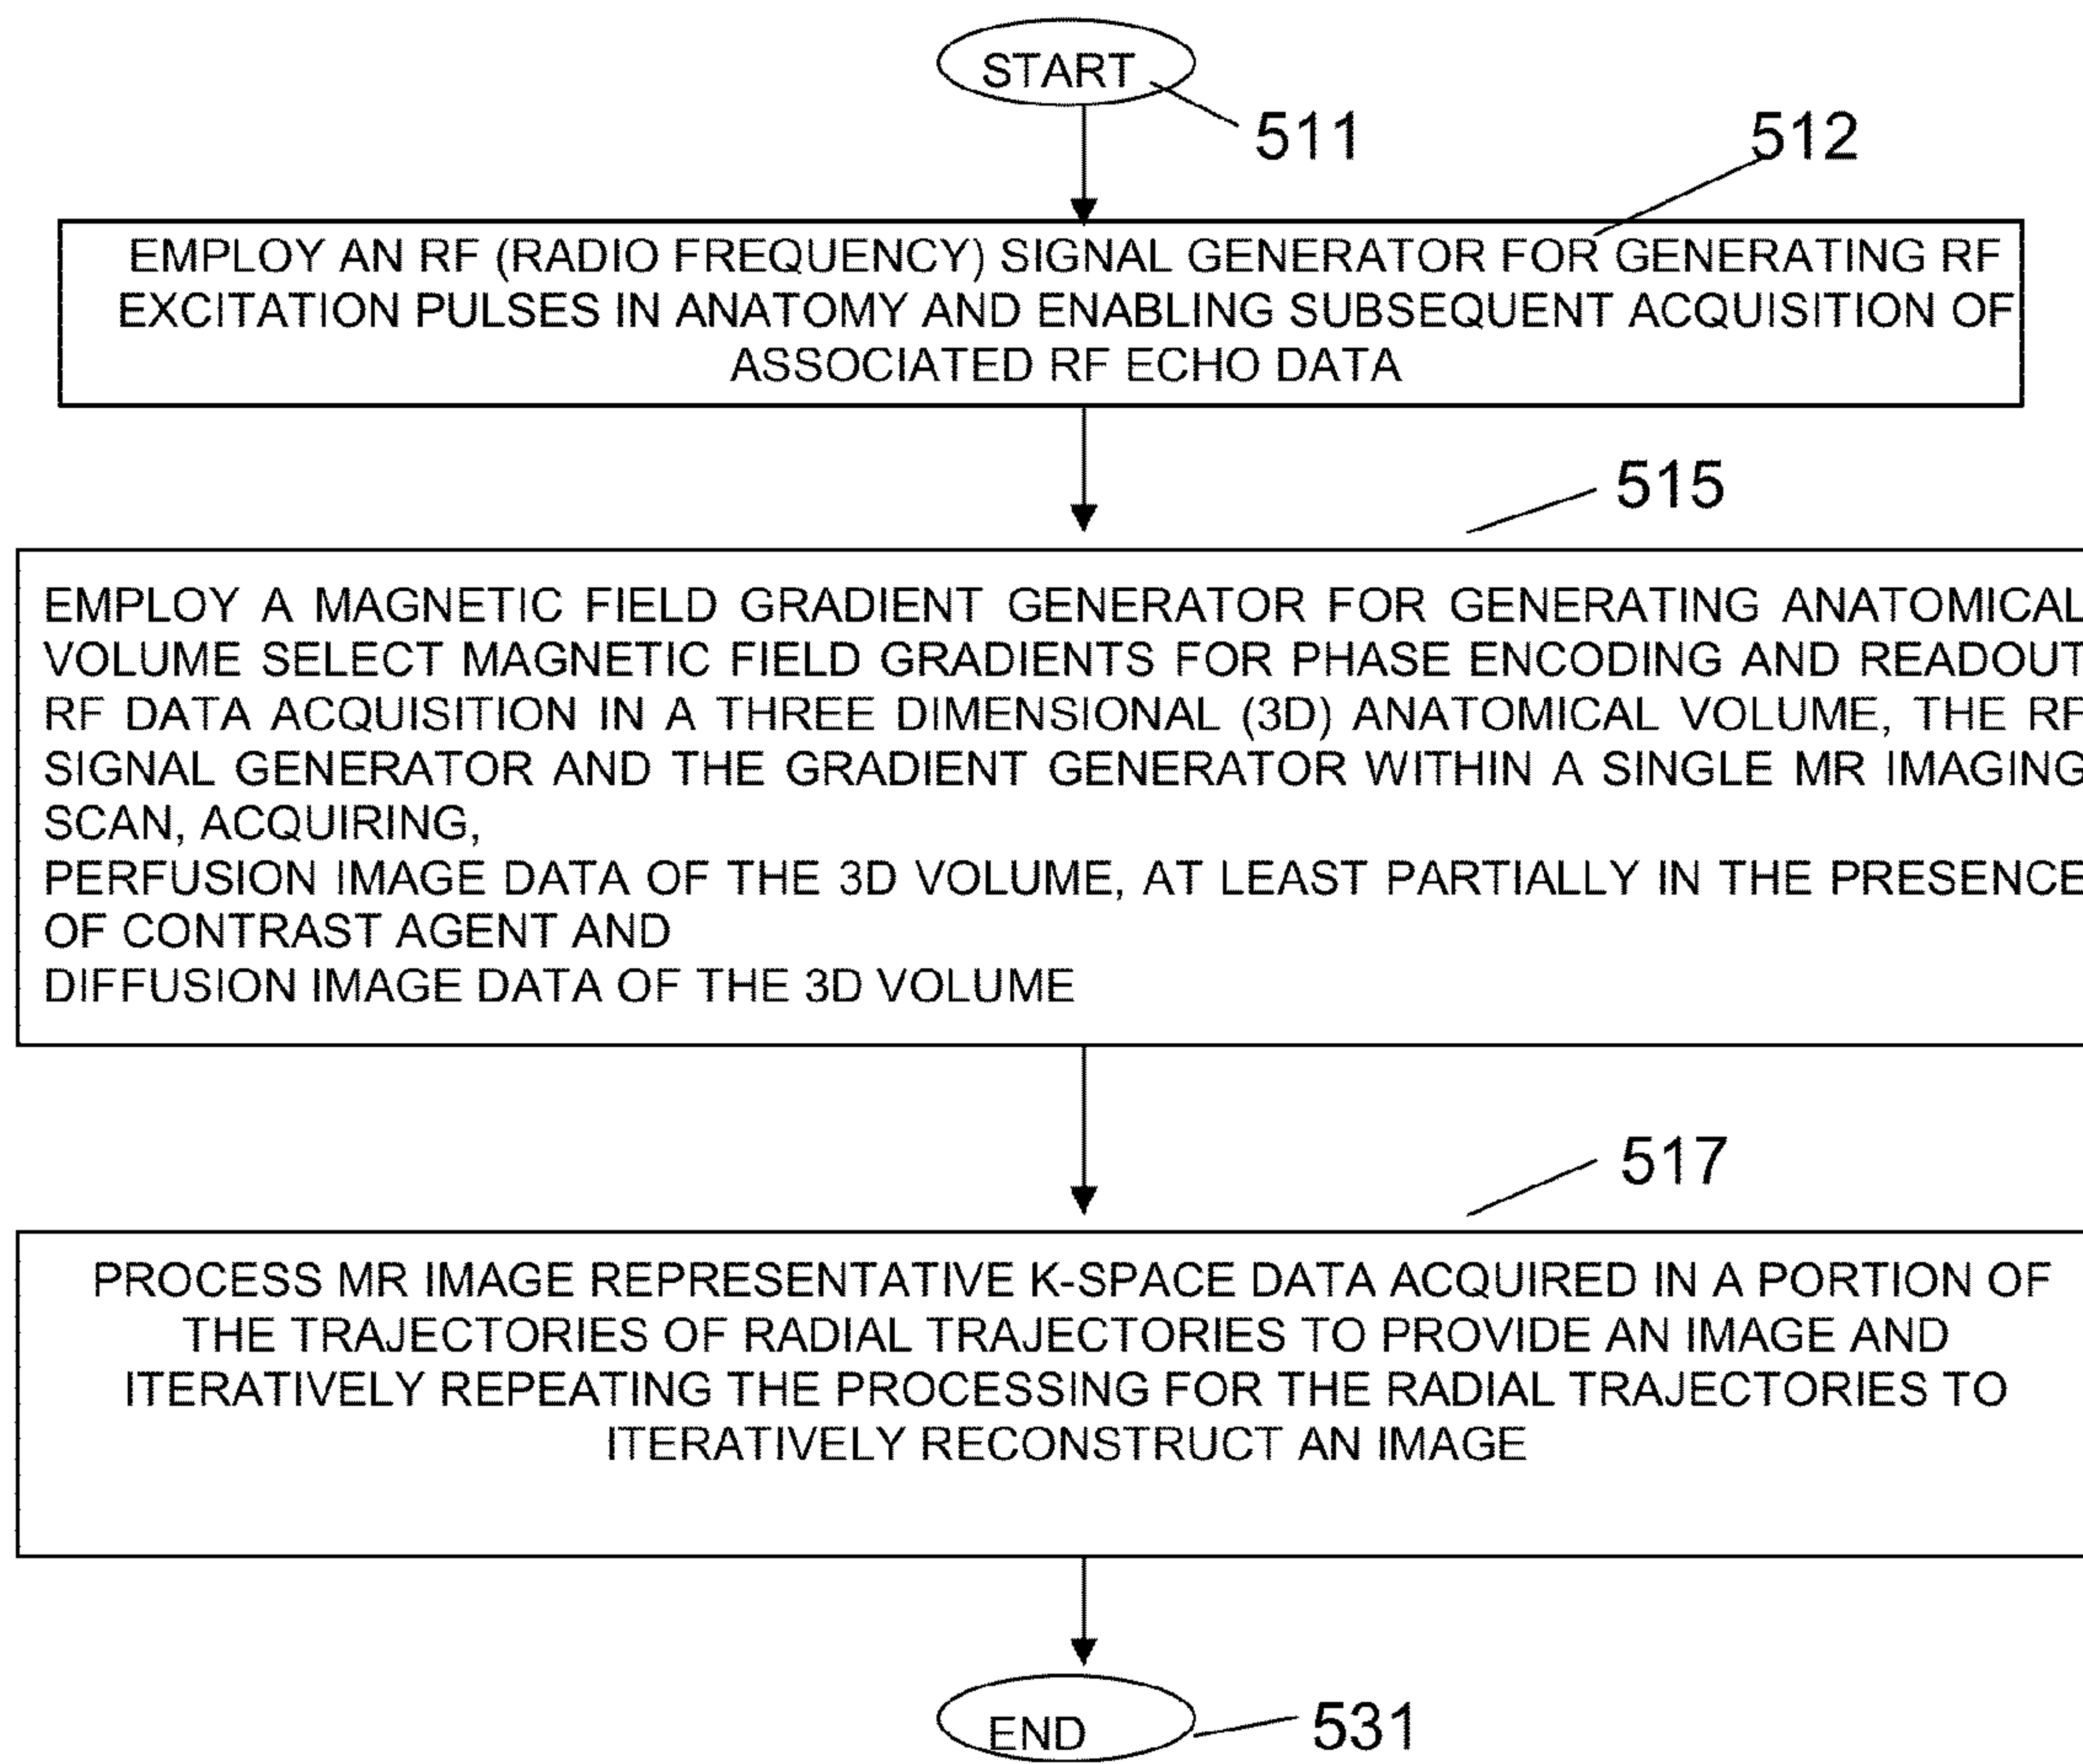 START
511
512
EMPLOY AN RF (RADIO FREQUENCY) SIGNAL GENERATOR FOR GENERATING RF
EXCITATION PULSES IN ANATOMY AND ENABLING SUBSEQUENT ACQUISITION OF
ASSOCIATED RF ECHO DATA
515
EMPLOY A MAGNETIC FIELD GRADIENT GENERATOR FOR GENERATING ANATOMICAL
VOLUME SELECT MAGNETIC FIELD GRADIENTS FOR PHASE ENCODING AND READOUT
RF DATA ACQUISITION IN A THREE DIMENSIONAL (3D) ANATOMICAL VOLUME, THE RF
SIGNAL GENERATOR AND THE GRADIENT GENERATOR WITHIN A SINGLE MR IMAGING
SCAN, ACQUIRING,
PERFUSION IMAGE DATA OF THE 3D VOLUME, AT LEAST PARTIALLY IN THE PRESENCE
OF CONTRAST AGENT AND
DIFFUSION IMAGE DATA OF THE 3D VOLUME
517
PROCESS MR IMAGE REPRESENTATIVE K-SPACE DATA ACQUIRED IN A PORTION OF
THE TRAJECTORIES OF RADIAL TRAJECTORIES TO PROVIDE AN IMAGE AND
ITERATIVELY REPEATING THE PROCESSING FOR THE RADIAL TRAJECTORIES TO
ITERATIVELY RECONSTRUCT AN IMAGE
END
531